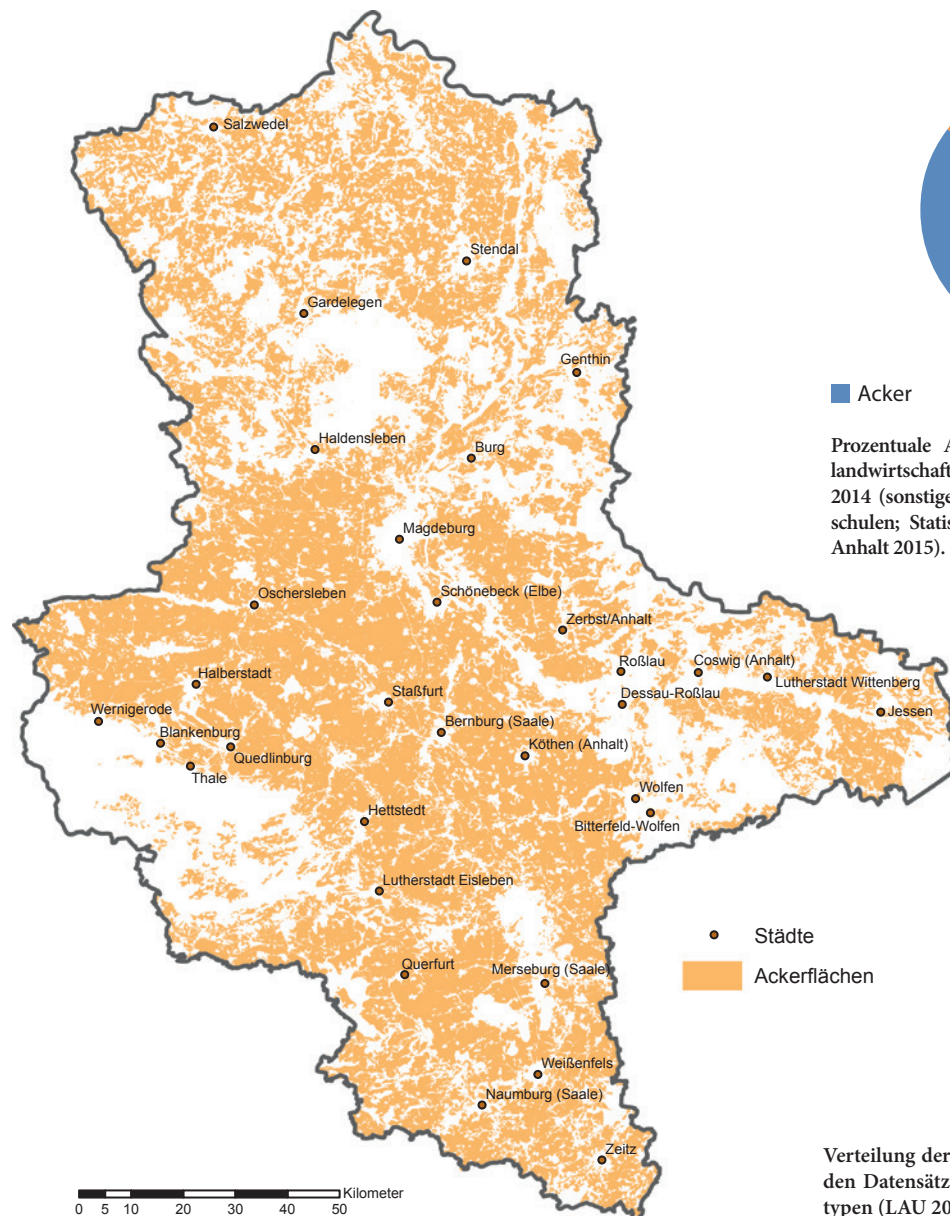 Salzwedel
Stendal
Gardelegen
Genthin
Haldensleben
Burg
Magdeburg
Oschersleben
Schönebeck (Elbe)
Zerbst/Anhalt
Halberstadt
Roßlau
Coswig (Anhalt)
Lutherstadt Wittenberg
Staßfurt
Dessau-Roßlau
Wernigerode
Bernburg (Saale)
Jessen
Blankenburg
Quedlinburg
Köthen (Anhalt)
Thale
Wolfen
Hettstedt
Bitterfeld-Wolfen
Lutherstadt Eisleben
Querfurt
Merseburg (Saale)
Weißenfels
Naumburg (Saale)
Zeitz
Städte
Ackerflächen
Kilometer
0 5 10 20 30 40 50
Acker
Prozentuale A
landwirtschaft
2014 (sonstige
schulen; Statis
Anhalt 2015).
Verteilung der
den Datensätz
typen (LAU 20